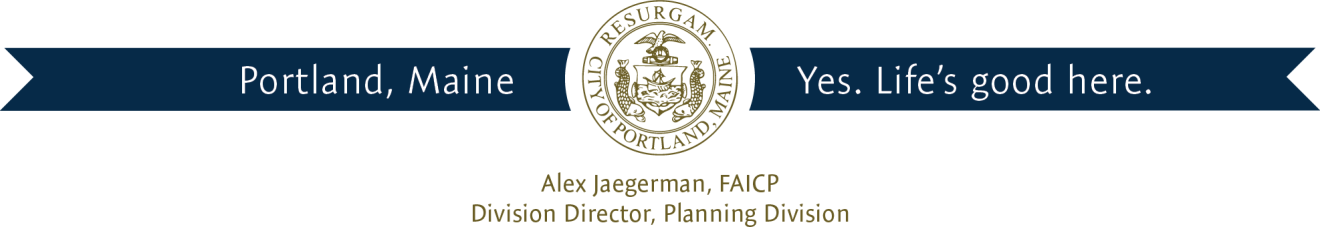 Portland, Maine
RESURGAM.
CITY OF PORTLAND, MAINE
Yes. Life's good here.
Alex Jaegerman, FAICP
Division Director, Planning Division